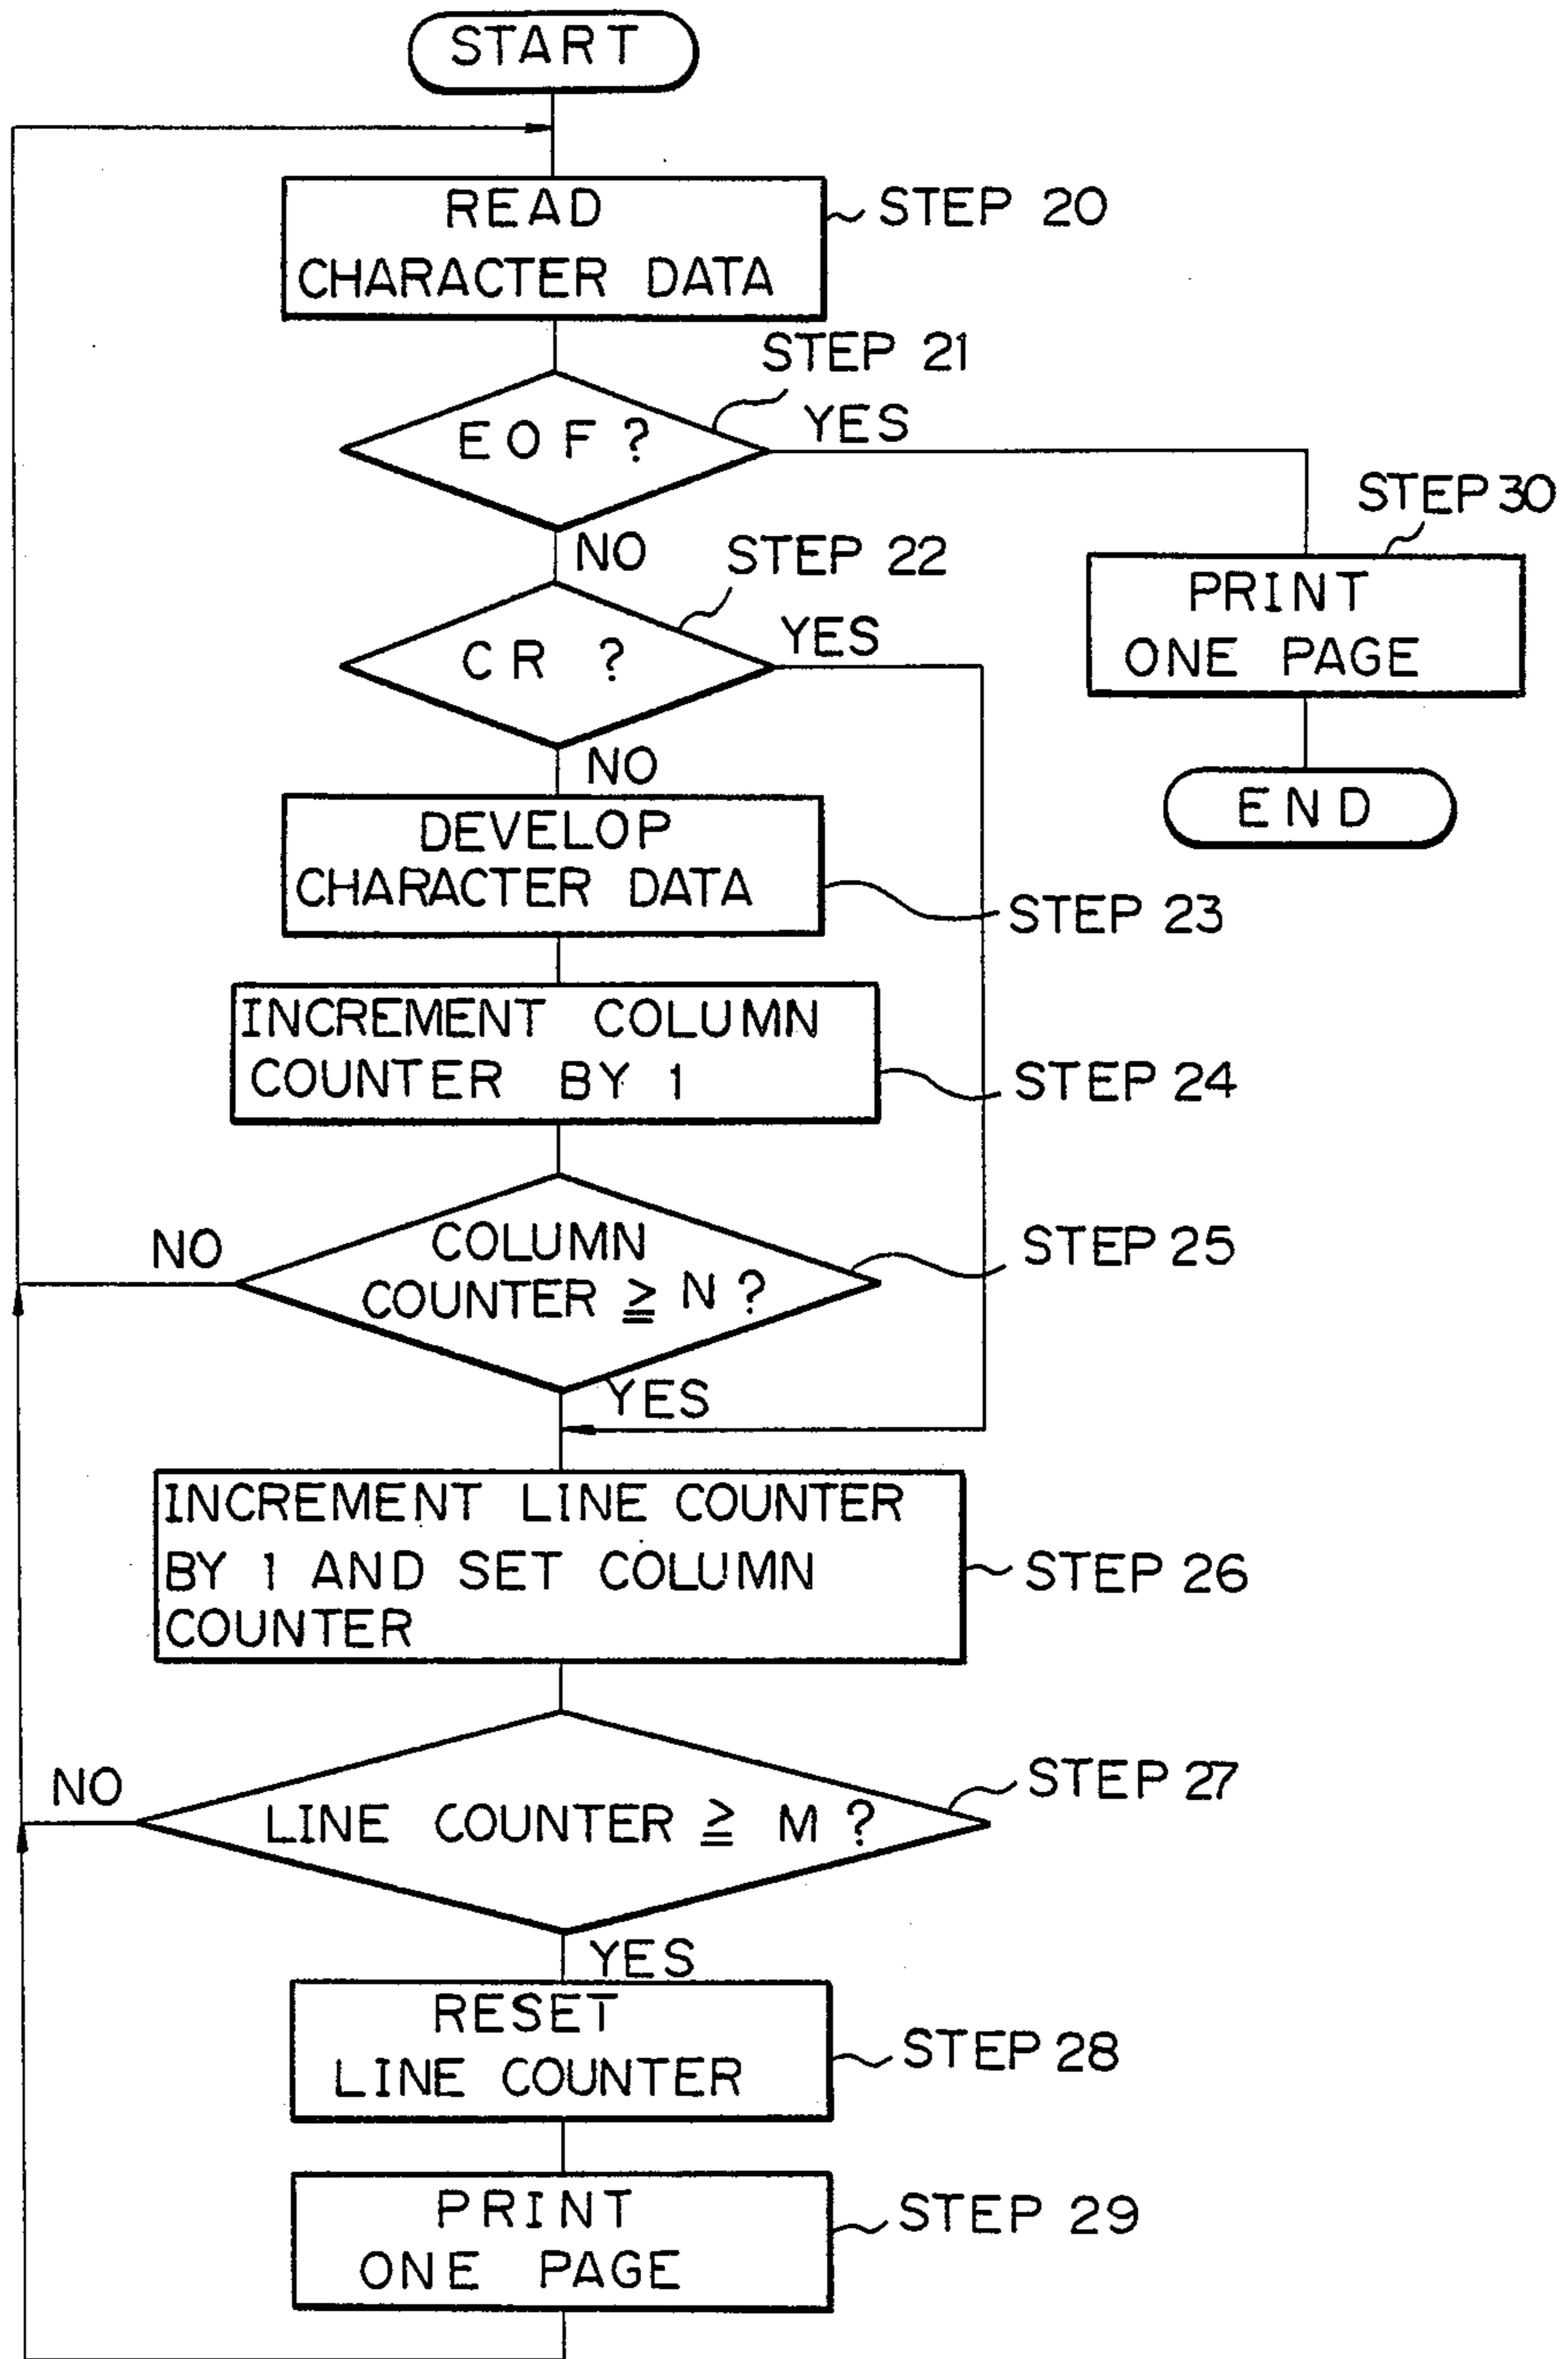 START
READ
CHARACTER DATA
STEP 20
STEP 21
EOF?
YES
STEP 30
NO
STEP 22
PRINT
ONE PAGE
CR ?
YES
NO
END
DEVELOP
CHARACTER DATA
STEP 23
INCREMENT COLUMN
COUNTER BY 1
STEP 24
NO
COLUMN
COUNTER ≧ N ?
STEP 25
YES
INCREMENT LINE COUNTER
BY 1 AND SET COLUMN
COUNTER
STEP 26
NO
LINE COUNTER ≧ M ?
STEP 27
YES
RESET
LINE COUNTER
STEP 28
PRINT
ONE PAGE
STEP 29